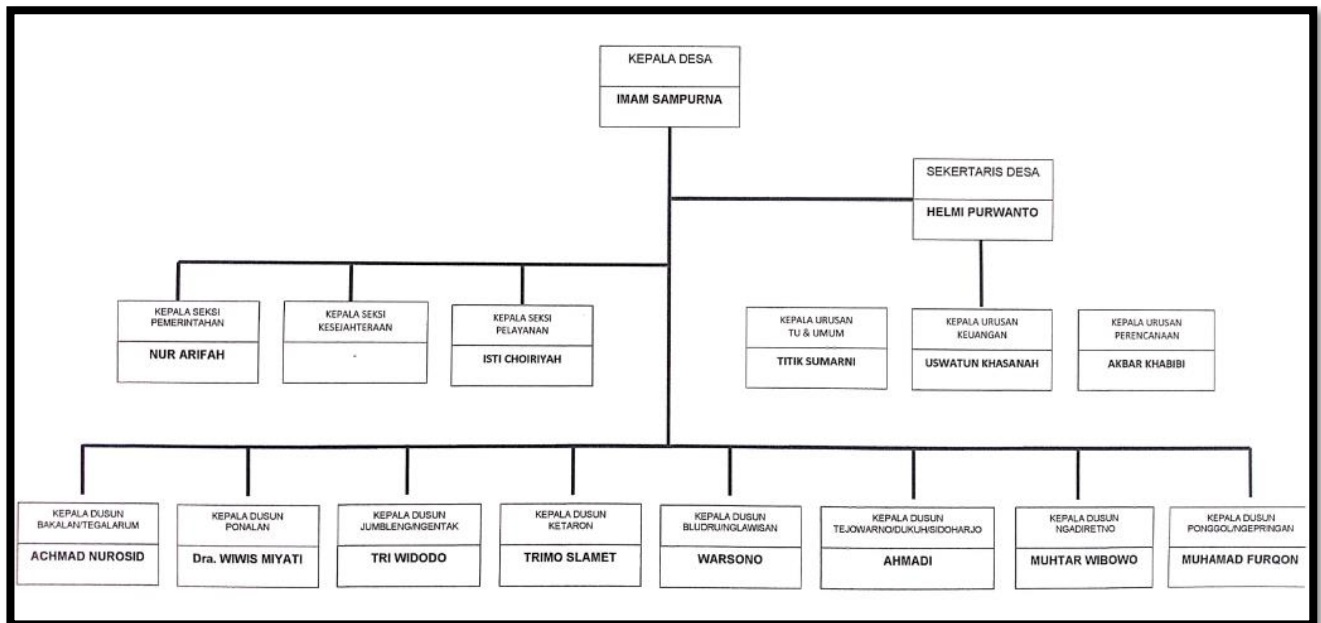 KEPALA DESA
IMAM SAMPURNA
SEKERTARIS DESA
HELMI PURWANTO
KEPALA SEKSI
PEMERINTAHAN
NUR ARIFAH
KEPALA SEKSI
KESEJAHTERAAN
-
KEPALA SEKSI
PELAYANAN
ISTI CHOIRIYAH
KEPALA URUSAN
TU & UMUM
TITIK SUMARNI
KEPALA URUSAN
KEUANGAN
USWATUN KHASANAH
KEPALA URUSAN
PERENCANAAN
AKBAR KHABIBI
KEPALA DUSUN
BAKALAN/TEGALARUM
ACHMAD NUROSID
KEPALA DUSUN
PONALAN
Dra. WIWIS MIYATI
KEPALA DUSUN
JUMBLENG/NGENTAK
TRI WIDODO
KEPALA DUSUN
KETARON
TRIMO SLAMET
KEPALA DUSUN
BLUDRU/NGLAWISAN
WARSONO
KEPALA DUSUN
TEJOWARNO/DUKUH/SIDOHARJO
AHMADI
KEPALA DUSUN
NGADIRETNO
MUHTAR WIBOWO
KEPALA DUSUN
PONGGOL/NGEPRINGAN
MUHAMAD FURQON